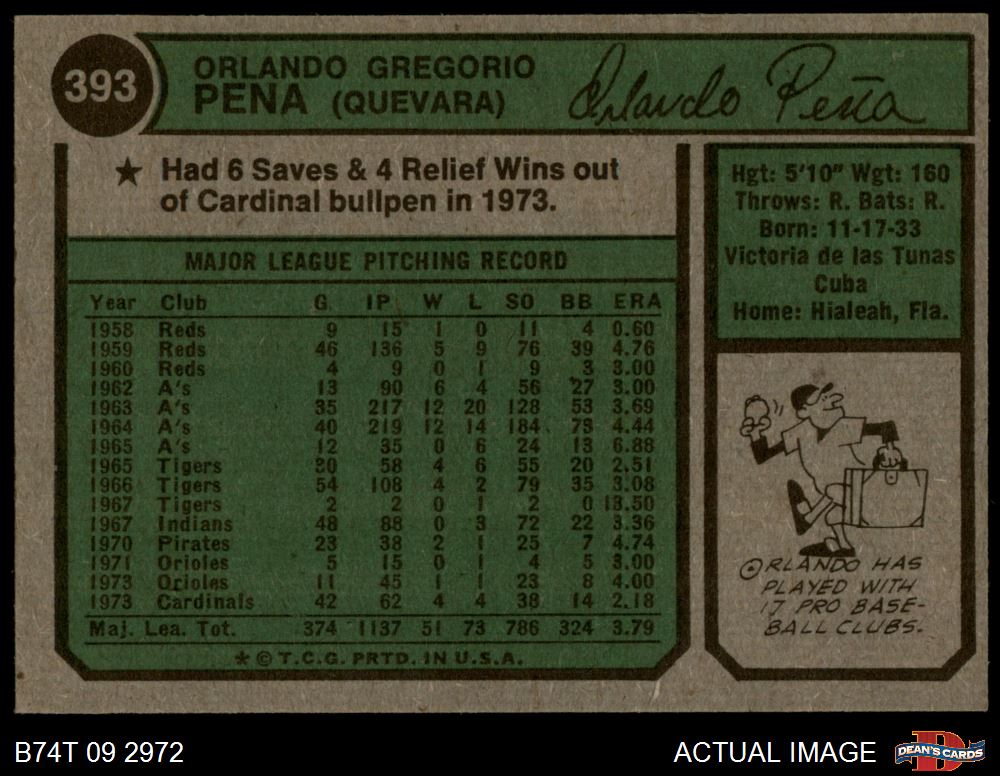 393
ORLANDO GREGORIO
PENA (QUEVARA)
Orlando Peña
★ Had 6 Saves & 4 Relief Wins out
of Cardinal bullpen in 1973.
MAJOR LEAGUE PITCHING RECORD
Year Club G. IP. W L SO BB ERA
1958 Reds 9 15 1 0 11 4 0.60
1959 Reds 46 136 5 9 76 39 4.76
1960 Reds 4 9 0 1 9 3 3.00
1962 A's 13 90 6 4 56 27 3.00
1963 A's 35 217 12 20 128 53 3.69
1964 A's 40 219 12 14 184 73 4.44
1965 A's 12 35 0 6 24 13 6.88
1965 Tigers 30 58 4 6 55 20 2.51
1966 Tigers 54 108 4 2 79 35 3.08
1967 Tigers 2 2 0 1 2 0 13.50
1967 Indians 48 88 0 3 72 22 3.36
1970 Pirates 23 38 2 1 25 7 4.74
1971 Orioles 5 15 0 1 4 5 3.00
1973 Orioles 11 45 1 1 23 8 4.00
1973 Cardinals 42 62 4 4 38 14 2.18
Maj. Lea. Tot. 374 1137 51 73 786 324 3.79
★ © T.C.G. PRTD. IN U.S.A.
Hgt: 5'10" Wgt: 160
Throws: R. Bats: R.
Born: 11-17-33
Victoria de las Tunas
Cuba
Home: Hialeah, Fla.
ORLANDO HAS
PLAYED WITH
17 PRO BASE-
BALL CLUBS.
B74T 09 2972
ACTUAL IMAGE
D
DEAN'S CARDS